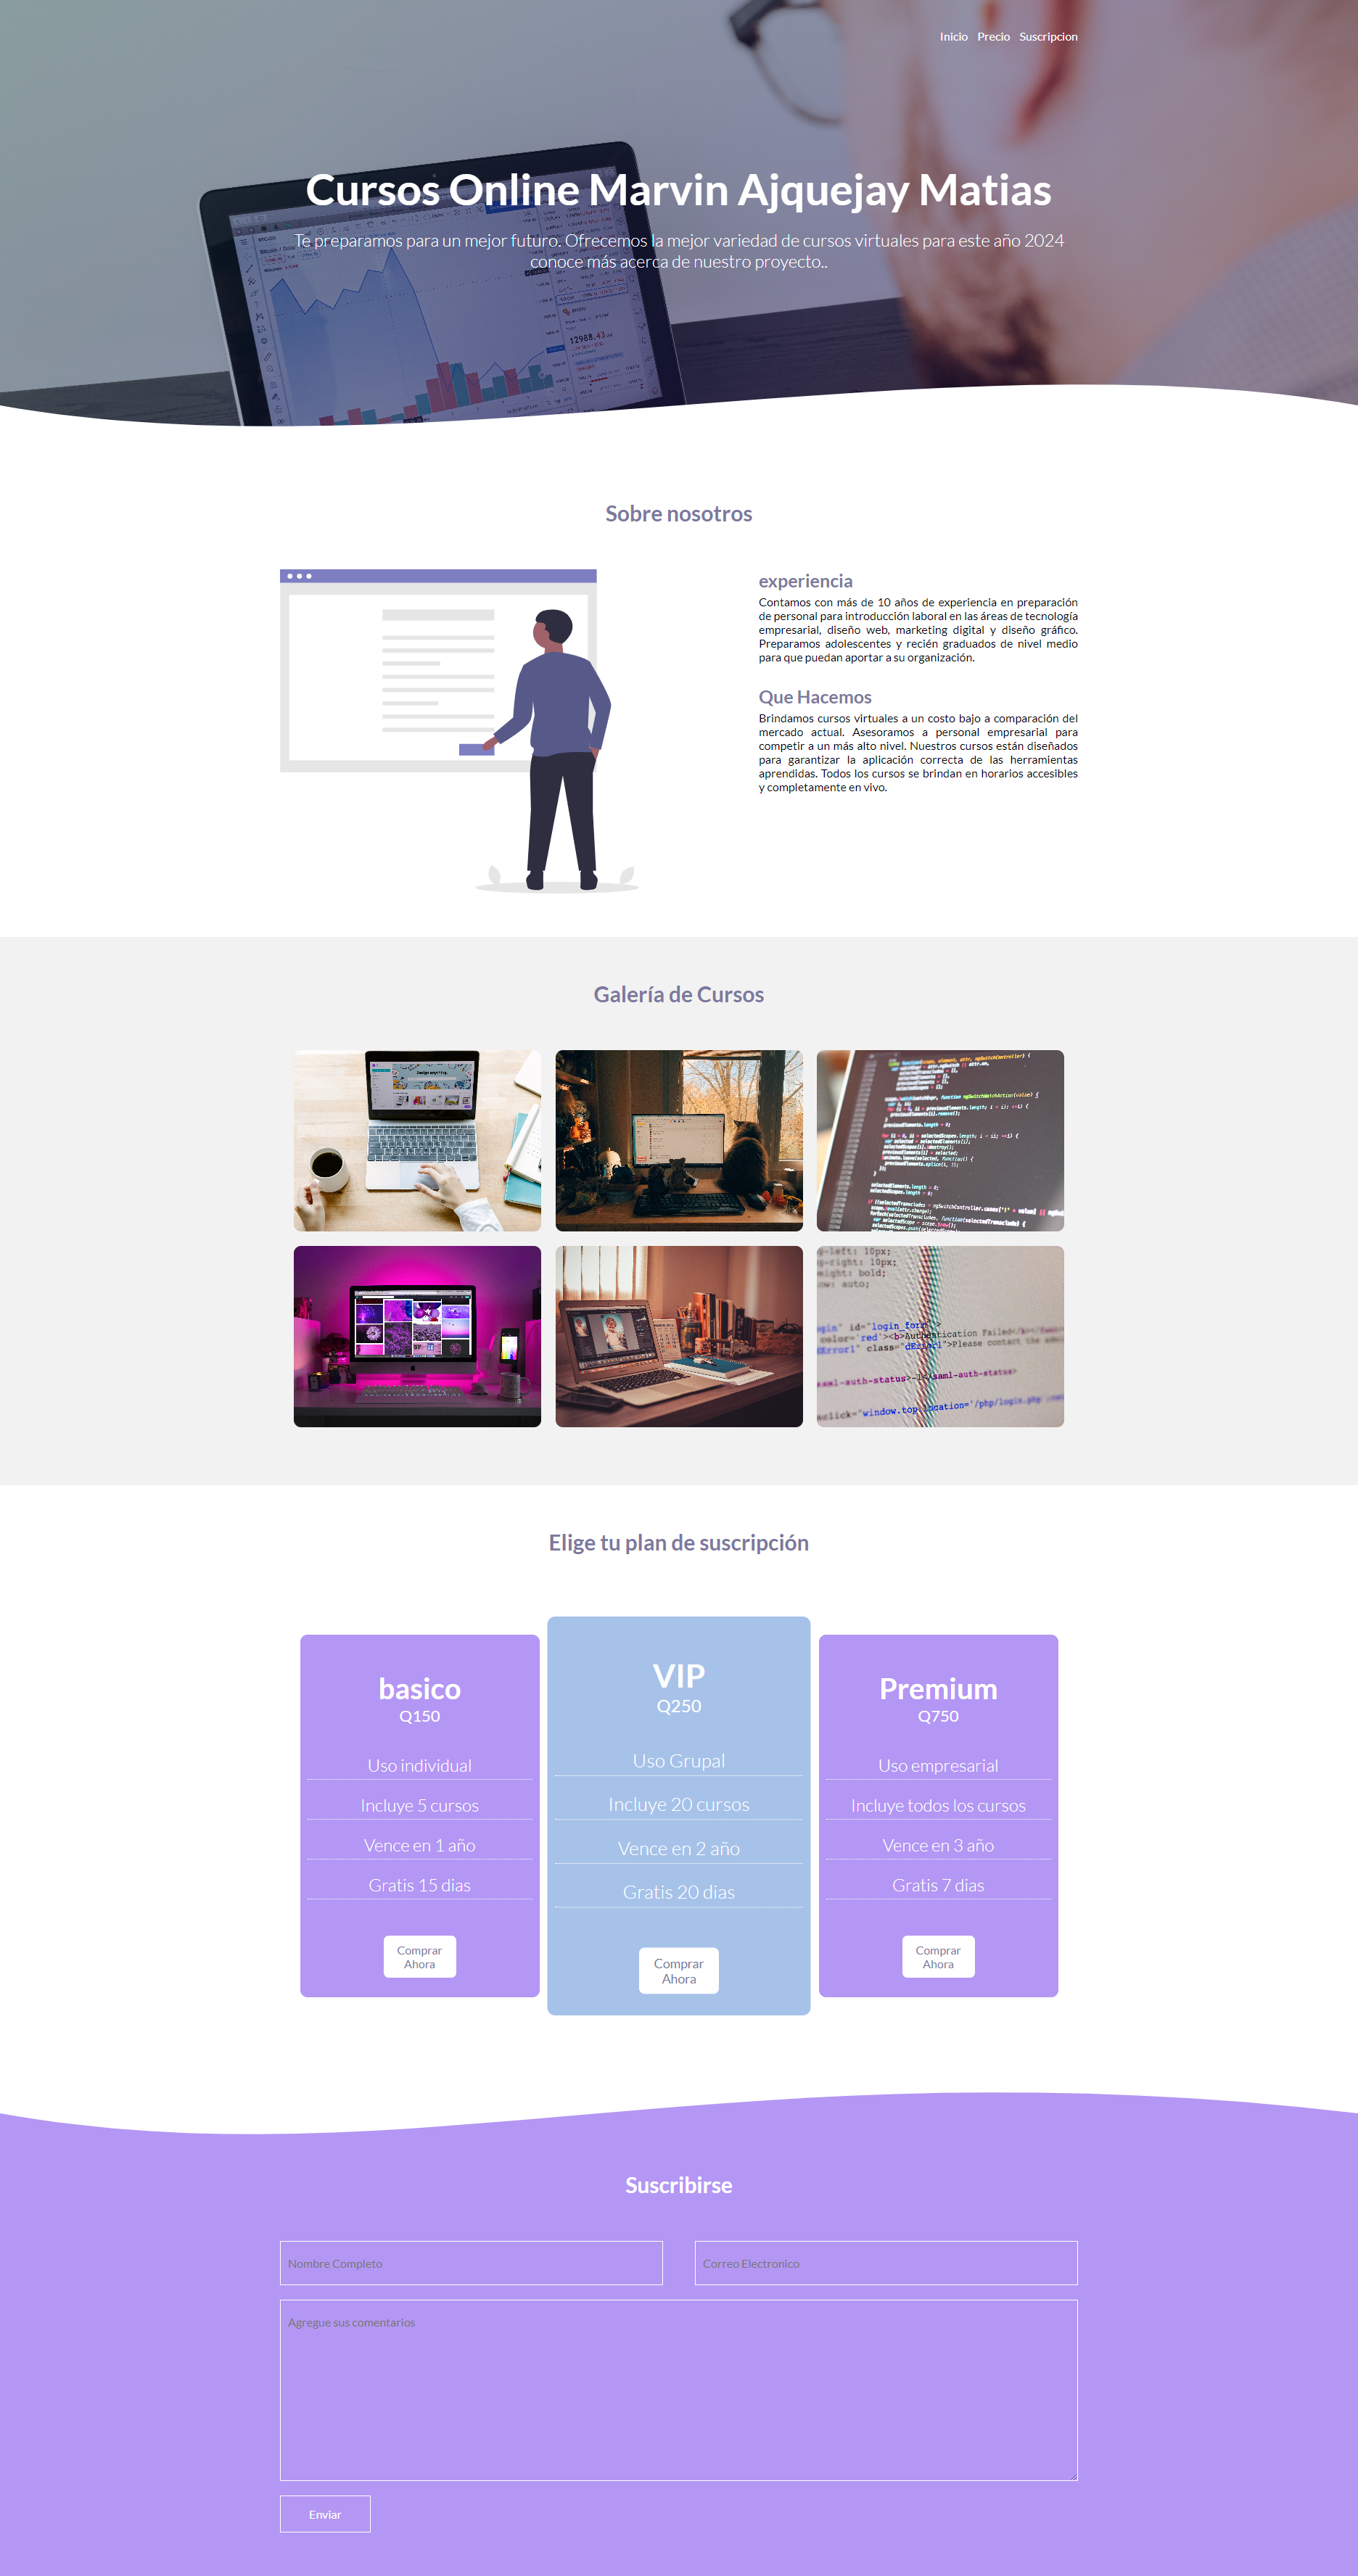 Inicio Precio Suscripcion
Cursos Online Marvin Ajquejay Matias
Te preparamos para un mejor futuro. Ofrecemos la mejor variedad de cursos virtuales para este año 2024
conoce más acerca de nuestro proyecto..
12988.43
Sobre nosotros
experiencia
Contamos con más de 10 años de experiencia en preparación
de personal para introducción laboral en las áreas de tecnología
empresarial, diseño web, marketing digital y diseño gráfico.
Preparamos adolescentes y recién graduados de nivel medio
para que puedan aportar a su organización.
Que Hacemos
Brindamos cursos virtuales a un costo bajo a comparación del
mercado actual. Asesoramos a personal empresarial para
competir a un más alto nivel. Nuestros cursos están diseñados
para garantizar la aplicación correcta de las herramientas
aprendidas. Todos los cursos se brindan en horarios accesibles
y completamente en vivo.
Galería de Cursos
Elige tu plan de suscripción
basico
Q150
Uso individual
Incluye 5 cursos
Vence en 1 año
Gratis 15 dias
Comprar
Ahora
VIP
Q250
Uso Grupal
Incluye 20 cursos
Vence en 2 año
Gratis 20 dias
Comprar
Ahora
Premium
Q750
Uso empresarial
Incluye todos los cursos
Vence en 3 año
Gratis 7 dias
Comprar
Ahora
Suscribirse
Nombre Completo
Correo Electronico
Agregue sus comentarios
Enviar